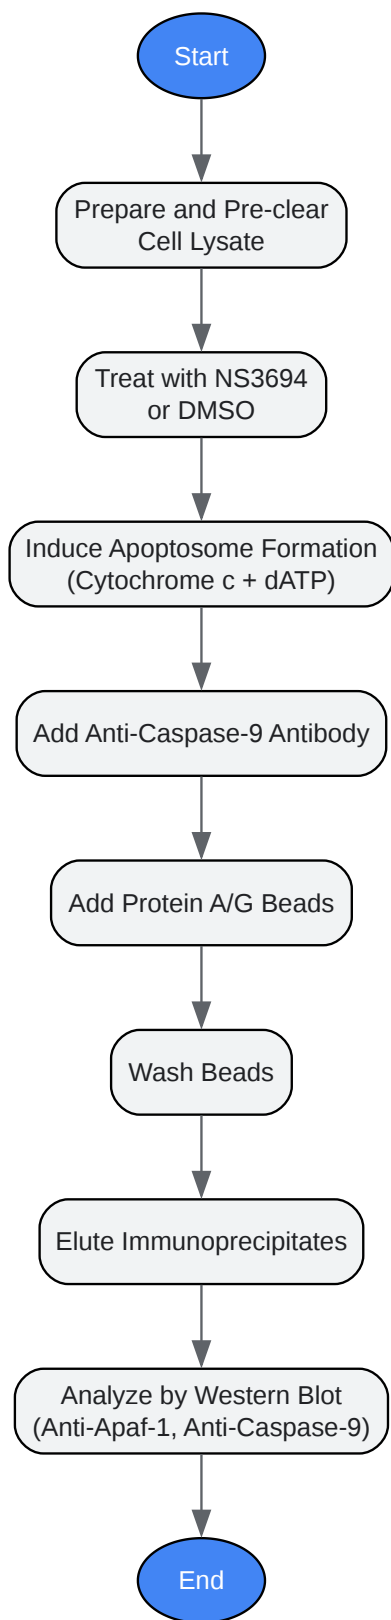 Start
Prepare and Pre-clear
Cell Lysate
Treat with NS3694
or DMSO
Induce Apoptosome Formation
(Cytochrome c + dATP)
Add Anti-Caspase-9 Antibody
Add Protein A/G Beads
Wash Beads
Elute Immunoprecipitates
Analyze by Western Blot
(Anti-Apaf-1, Anti-Caspase-9)
End